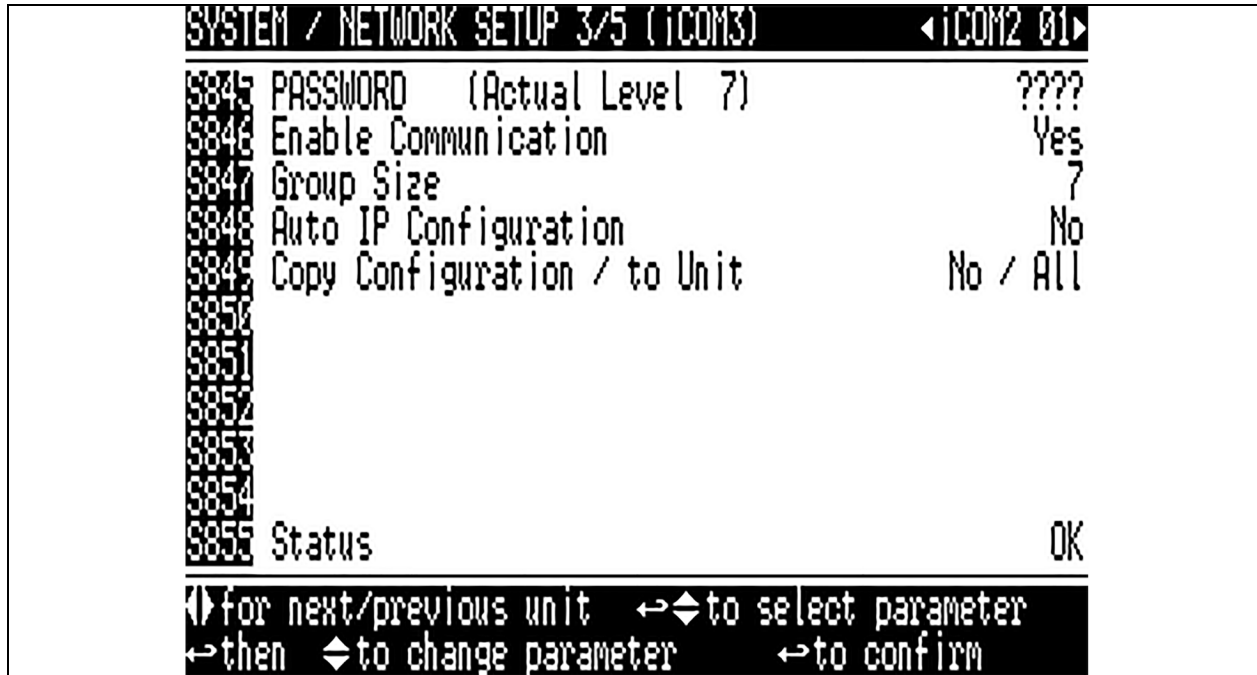 SYSTEM / NETWORK SETUP 3/5 (iCOM3) ◂iCOM2 01▸
S845 PASSWORD (Actual Level 7) ????
S846 Enable Communication Yes
S847 Group Size 7
S848 Auto IP Configuration No
S849 Copy Configuration / to Unit No / All
S850
S851
S852
S853
S854
S855 Status OK
◂▸for next/previous unit ↩▴▾to select parameter
↩then ▴▾to change parameter ↩to confirm